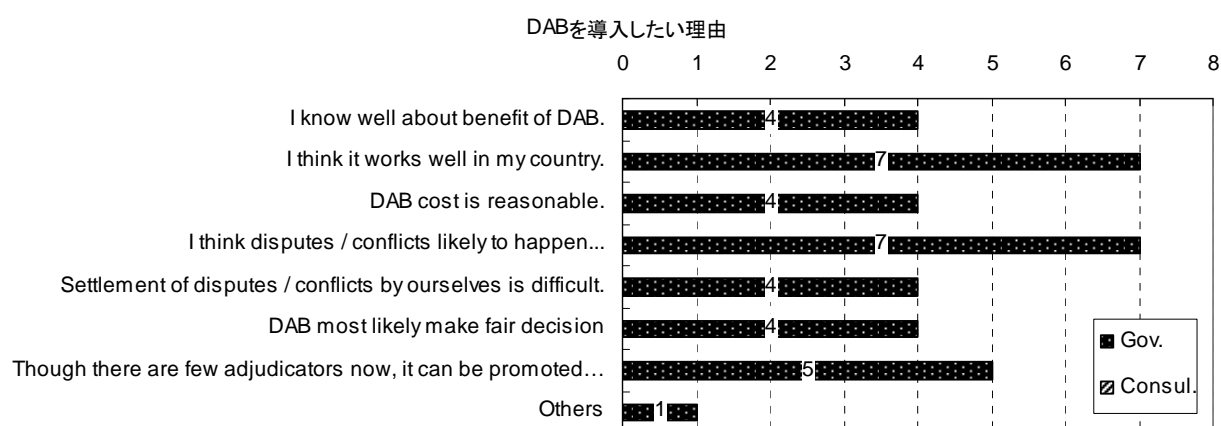 DABを導入したい理由
0 1 2 3 4 5 6 7 8
I know well about benefit of DAB. 4
I think it works well in my country. 7
DAB cost is reasonable. 4
I think disputes / conflicts likely to happen... 7
Settlement of disputes / conflicts by ourselves is difficult. 4
DAB most likely make fair decision 4
Though there are few adjudicators now, it can be promoted... 5
Others 1
Gov.
Consul.